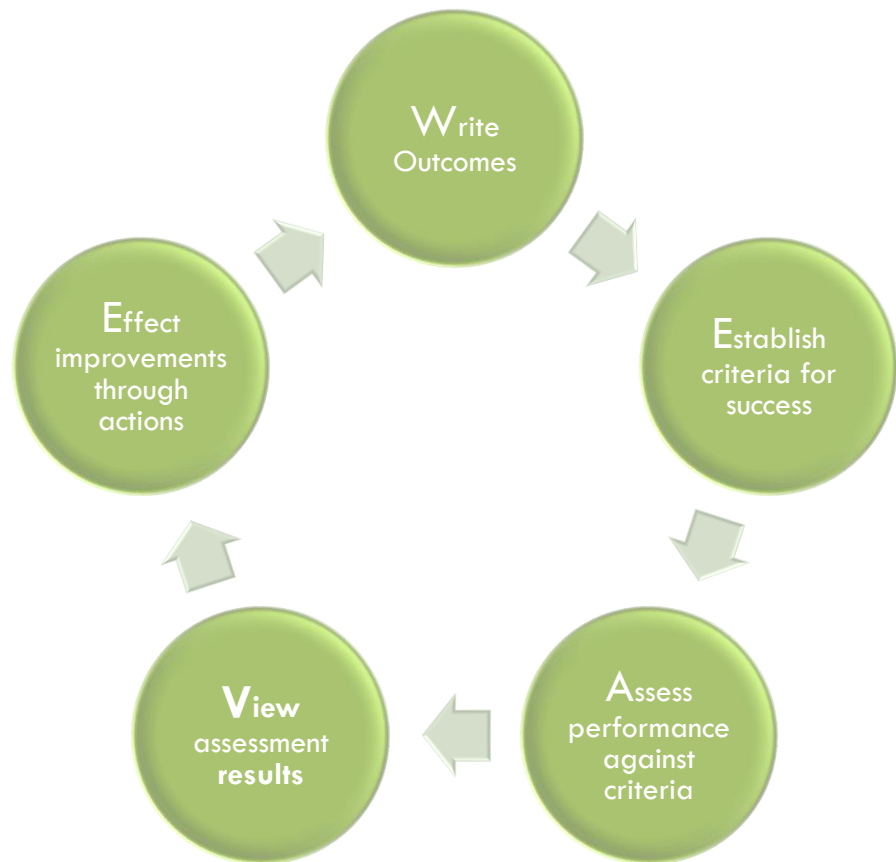 Write
Outcomes
Establish
criteria for
success
Assess
performance
against
criteria
View
assessment
results
Effect
improvements
through
actions